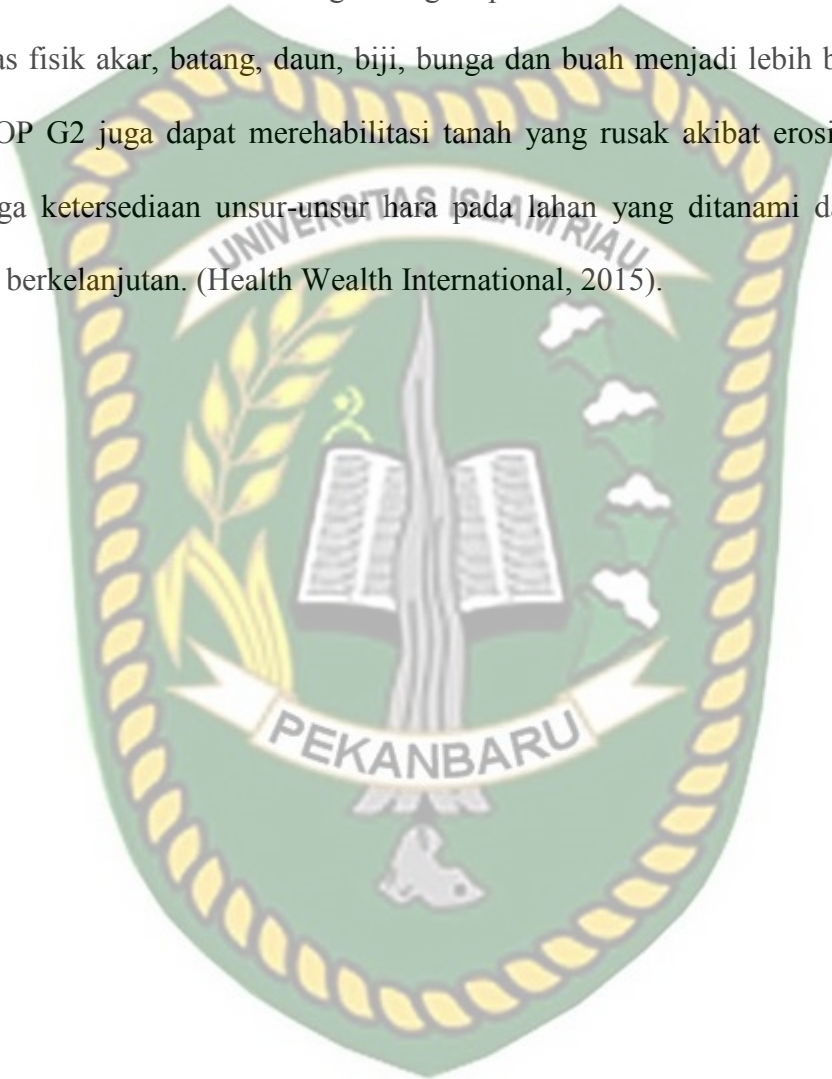 as fisik akar, batang, daun, biji, bunga dan buah menjadi lebih b
OP G2 juga dapat merehabilitasi tanah yang rusak akibat erosi
ga ketersediaan unsur-unsur hara pada lahan yang ditanami da
berkelanjutan. (Health Wealth International, 2015).
UNIVERSITAS ISLAM RIAU
PEKANBARU